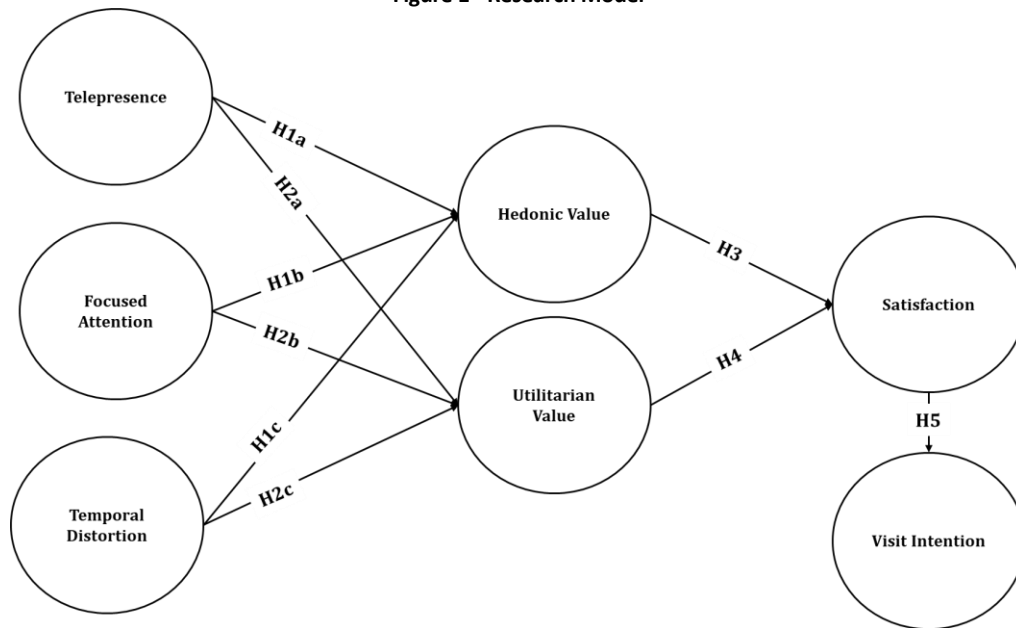 Figure 1 - Research Model
Telepresence
H1a
H2a
Hedonic Value
H3
Focused
Attention
H1b
H2b
Satisfaction
Utilitarian
Value
H4
H5
H1c
H2c
Temporal
Distortion
Visit Intention